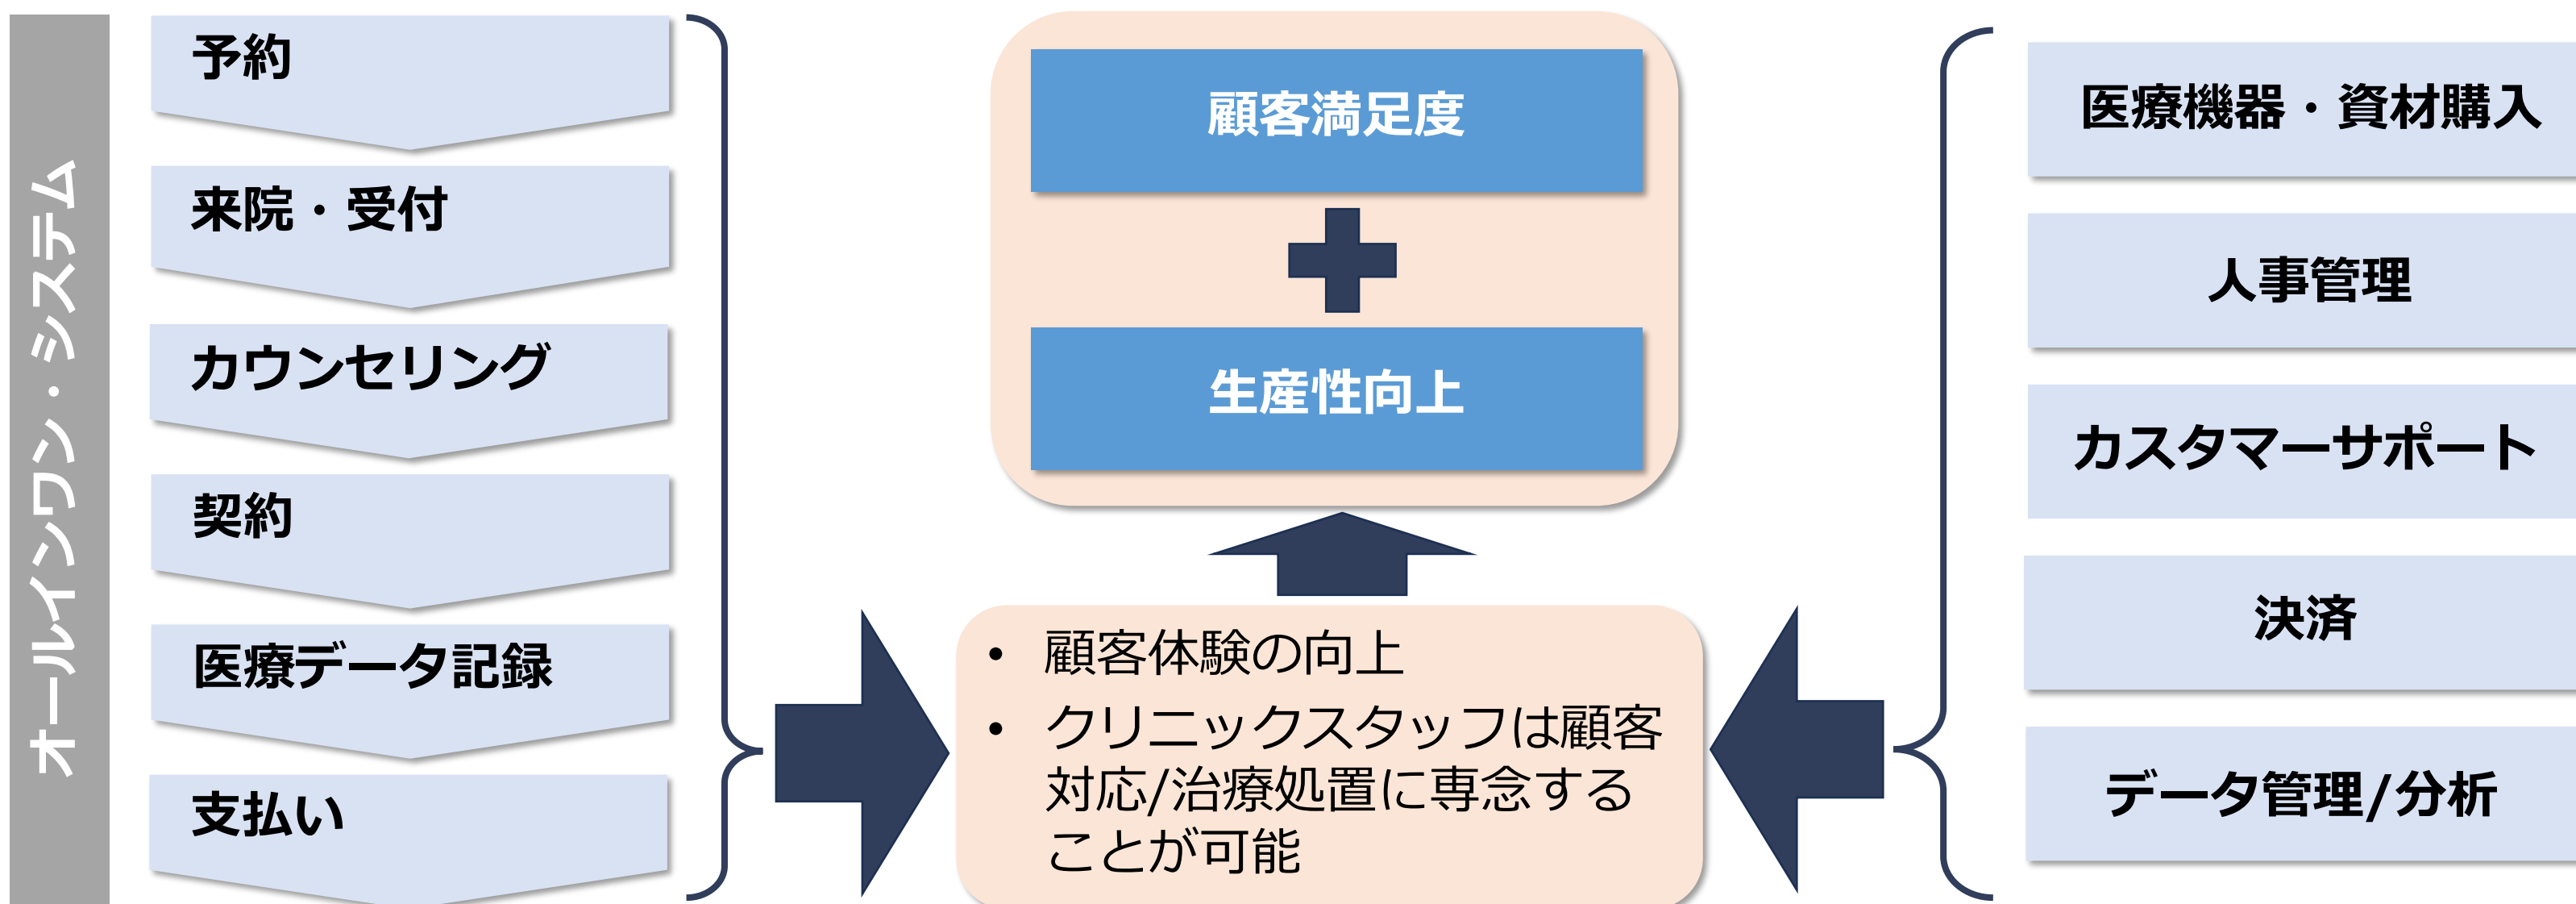 オールインワン・システム
予約
来院・受付
カウンセリング
契約
医療データ記録
支払い
顧客満足度
生産性向上
• 顧客体験の向上
• クリニックスタッフは顧客
対応/治療処置に専念する
ことが可能
医療機器・資材購入
人事管理
カスタマーサポート
決済
データ管理/分析